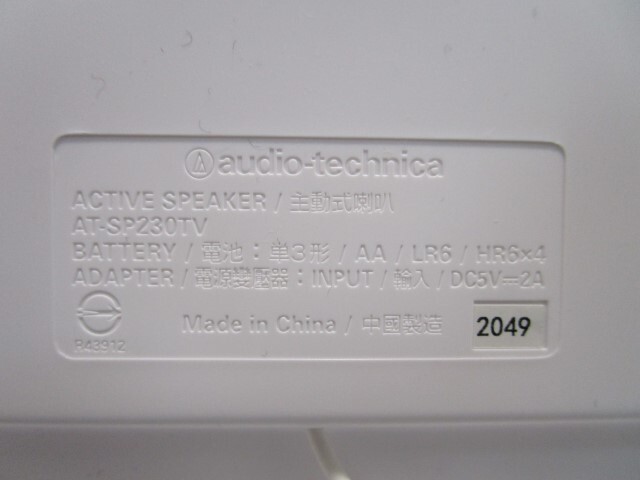 audio-technica
ACTIVE SPEAKER / 主動式喇叭
AT-SP230TV
BATTERY / 電池：単3形 / AA / LR6 / HR6×4
ADAPTER / 電源變壓器：INPUT / 輸入 / DC5V⎓2A
Made in China / 中國製造
2049
R43912